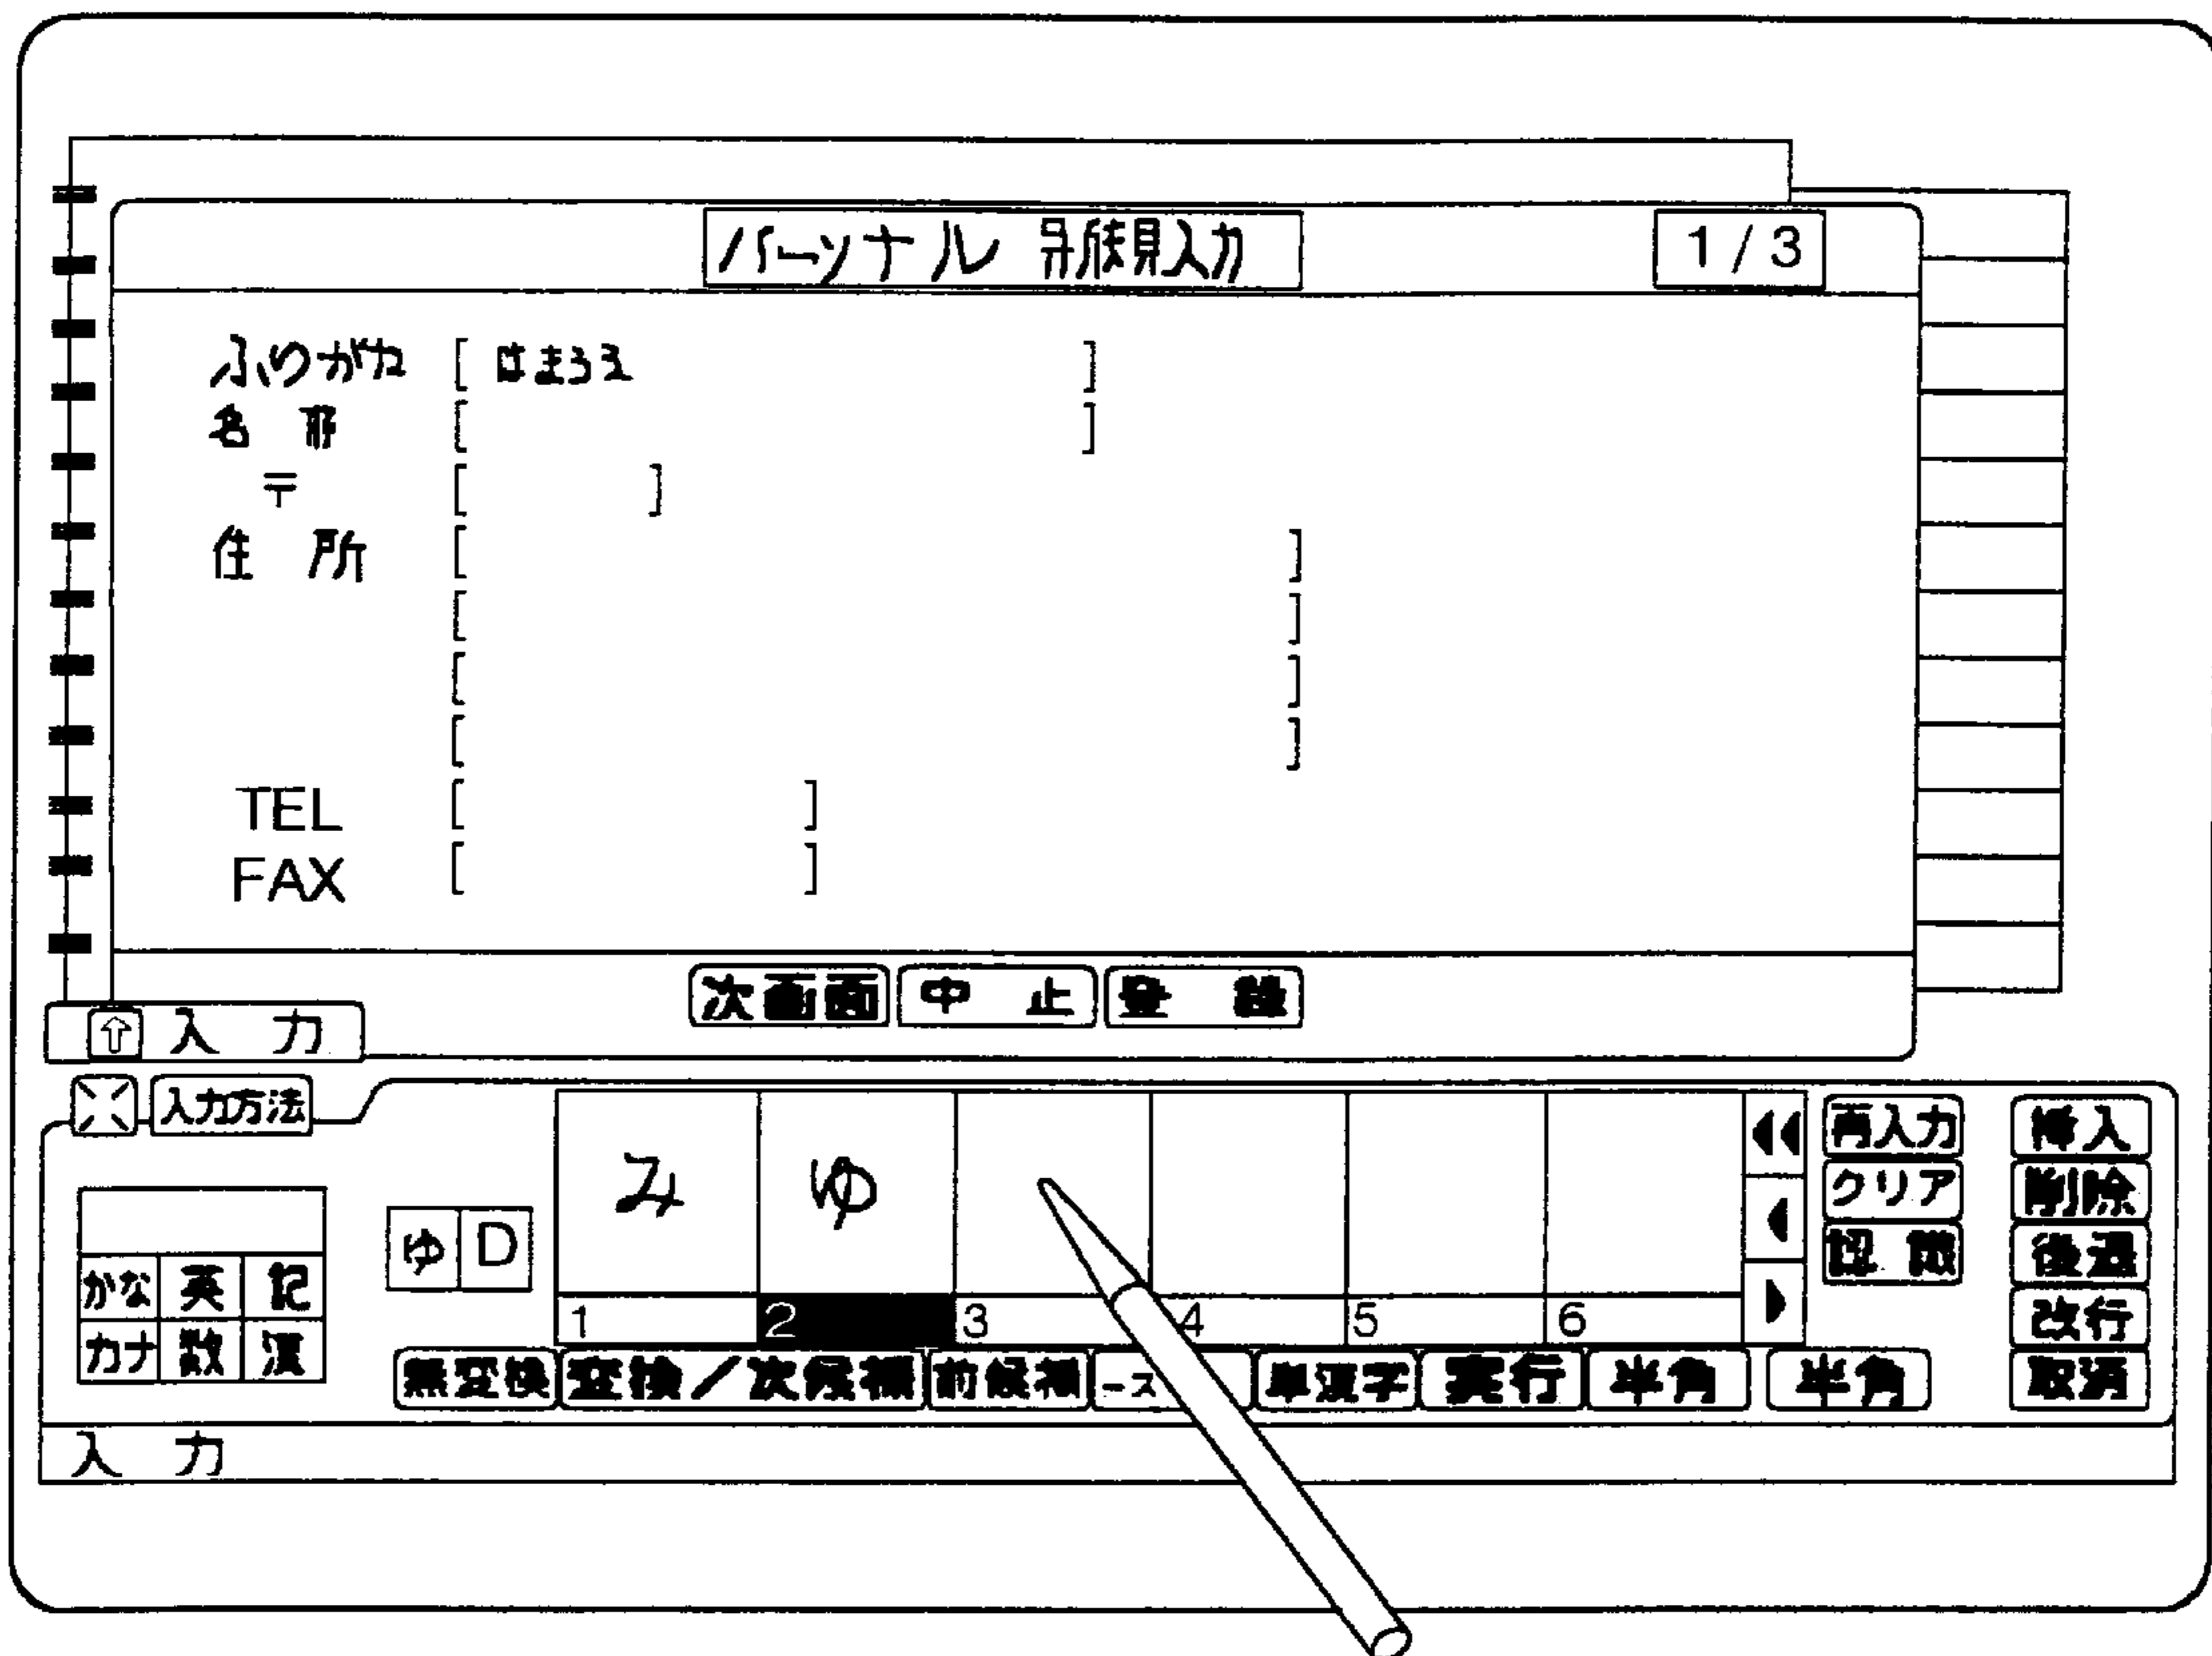 パーソナル 新規入力 1/3
ふりがな [ はまうえ ]
名 称 [ ]
〒 [ ]
住 所 [ ]
[ ]
[ ]
[ ]
TEL [ ]
FAX [ ]
次画面 中 止 登 録
⇧ 入 力
入力方法
み ゆ
再入力 挿入
クリア 削除
認 識 後退
改行
取消
かな 英 記
カナ 数 漢
ゆ D
1 2 3 4 5 6
無変換 変換/次候補 前候補 単漢字 実行 半角 半角
入 力